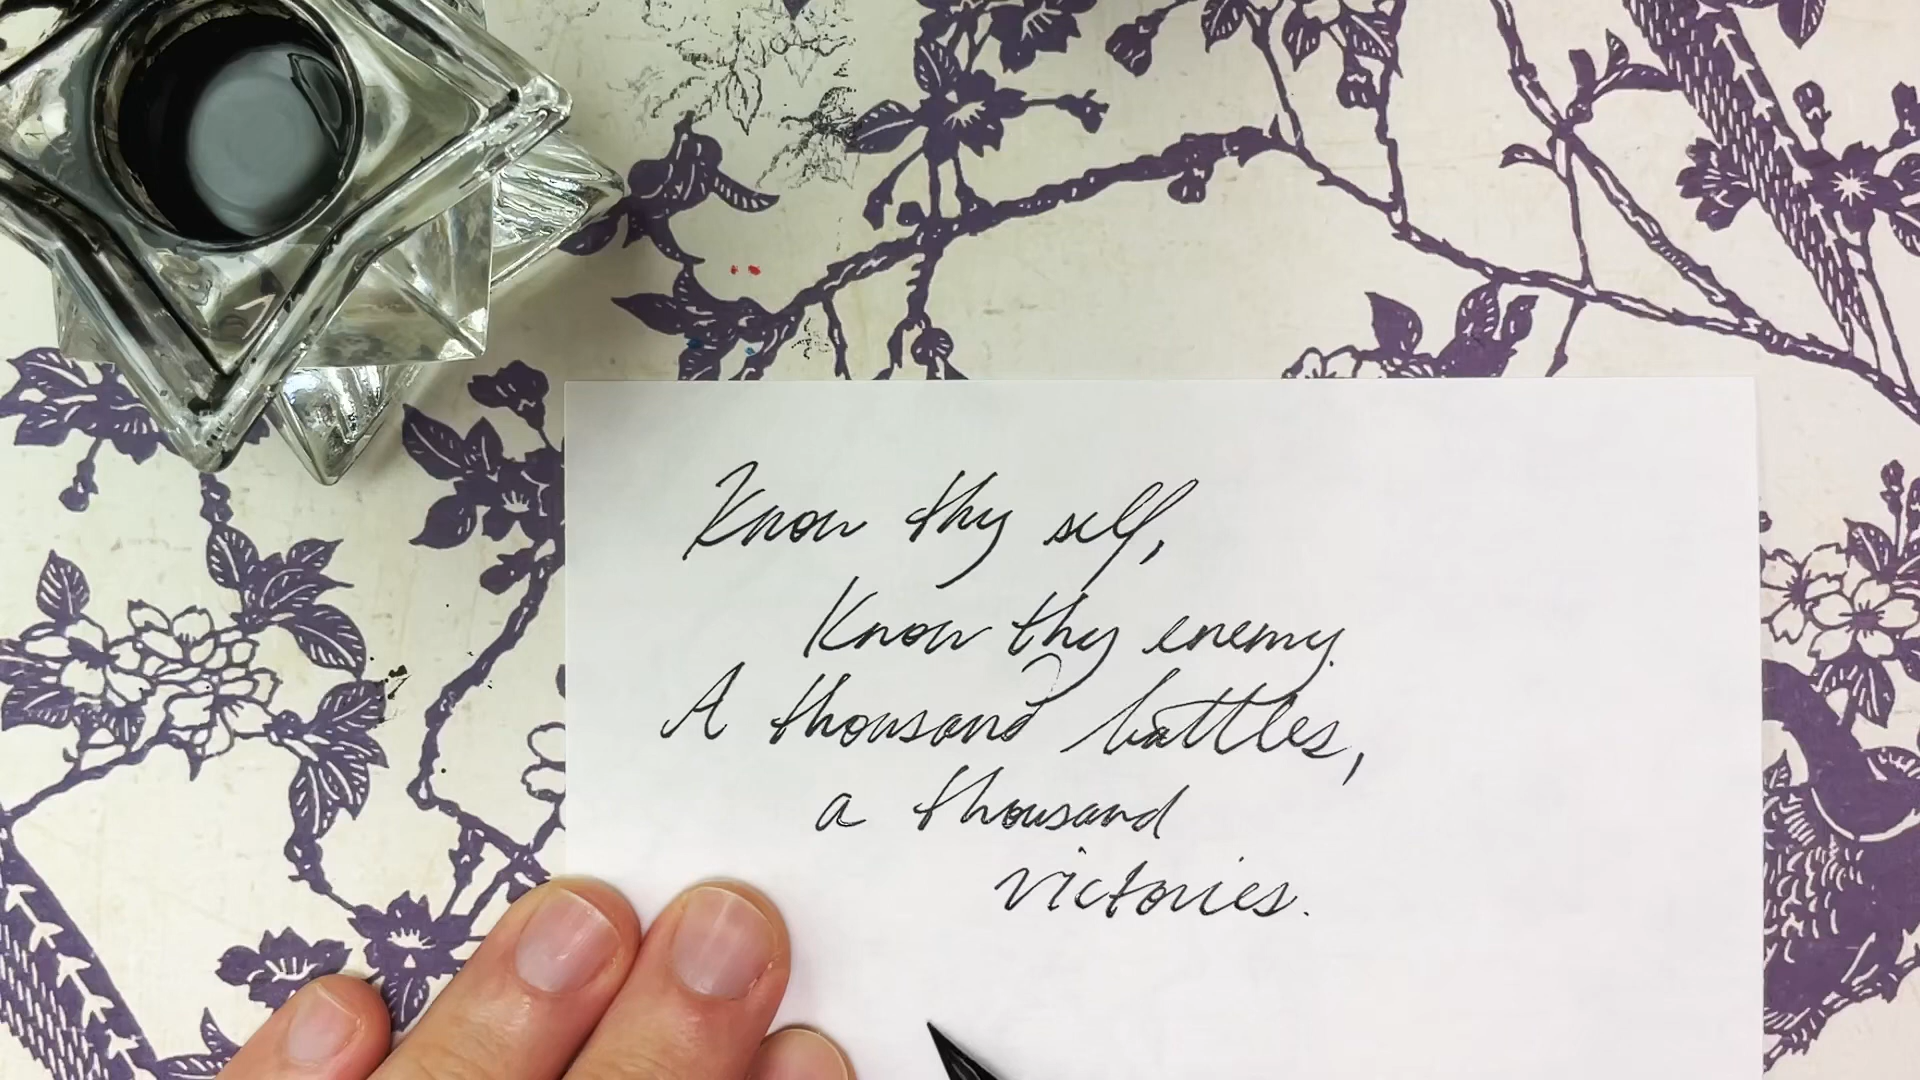 Know thy self,
Know thy enemy.
A thousand battles,
a thousand
victories.